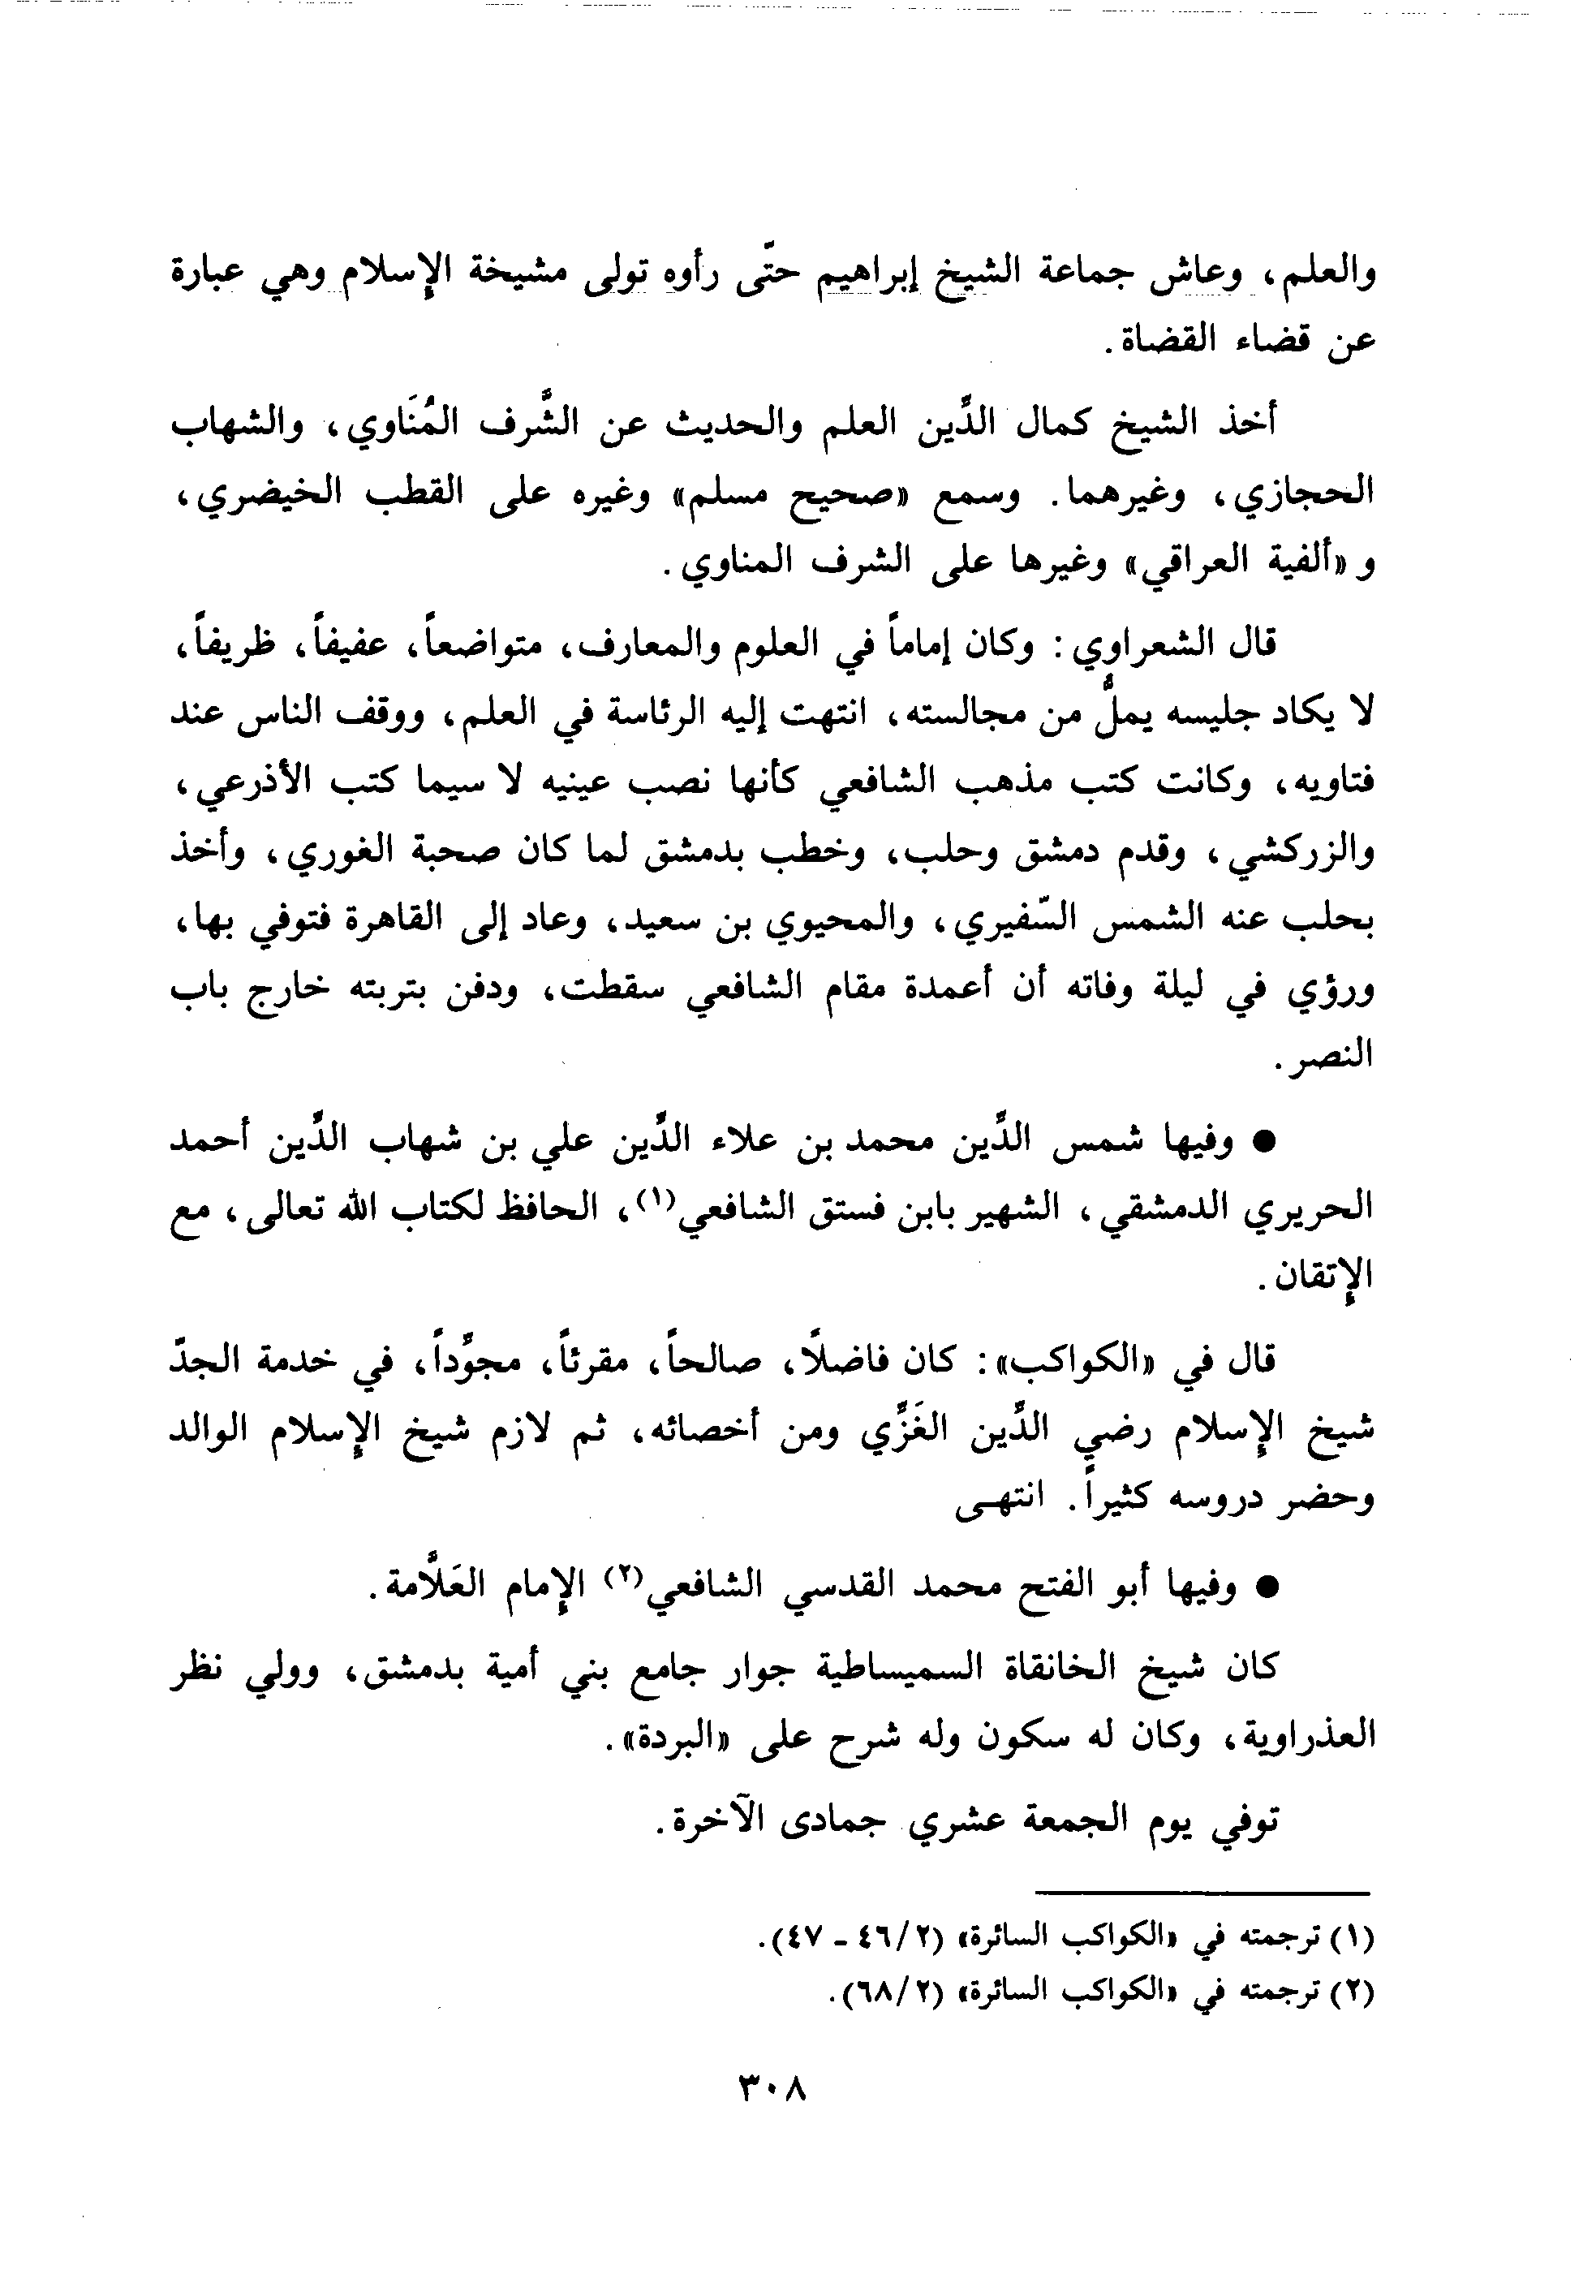 والعلم، وعاش جماعة الشيخ إبراهيم حتَّى رأوه تولى مشيخة الإسلام وهي عبارة
عن قضاء القضاة.
أخذ الشيخ كمال الدِّين العلم والحديث عن الشَّرف المُنَاوي، والشهاب
الحجازي، وغيرهما. وسمع «صحيح مسلم» وغيره على القطب الخيضري،
و «ألفية العراقي» وغيرها على الشرف المناوي.
قال الشعراوي: وكان إماماً في العلوم والمعارف، متواضعاً، عفيفاً، ظريفاً،
لا يكاد جليسه يملُّ من مجالسته، انتهت إليه الرئاسة في العلم، ووقف الناس عند
فتاويه، وكانت كتب مذهب الشافعي كأنها نصب عينيه لا سيما كتب الأذرعي،
والزركشي، وقدم دمشق وحلب، وخطب بدمشق لما كان صحبة الغوري، وأخذ
بحلب عنه الشمس السّفيري، والمحيوي بن سعيد، وعاد إلى القاهرة فتوفي بها،
ورؤي في ليلة وفاته أن أعمدة مقام الشافعي سقطت، ودفن بتربته خارج باب
النصر.
● وفيها شمس الدِّين محمد بن علاء الدِّين علي بن شهاب الدِّين أحمد
الحريري الدمشقي، الشهير بابن فستق الشافعي(١)، الحافظ لكتاب الله تعالى، مع
الإتقان.
قال في «الكواكب»: كان فاضلًا، صالحاً، مقرئاً، مجوِّداً، في خدمة الجدّ
شيخ الإسلام رضي الدِّين الغَزِّي ومن أخصائه، ثم لازم شيخ الإسلام الوالد
وحضر دروسه كثيراً. انتهـى
● وفيها أبو الفتح محمد القدسي الشافعي(٢) الإمام العَلَّامة.
كان شيخ الخانقاة السميساطية جوار جامع بني أمية بدمشق، وولي نظر
العذراوية، وكان له سكون وله شرح على «البردة».
توفي يوم الجمعة عشري جمادى الآخرة.
(١) ترجمته في «الكواكب السائرة» (٤٦/٢ - ٤٧).
(٢) ترجمته في «الكواكب السائرة» (٦٨/٢).
٣٠٨